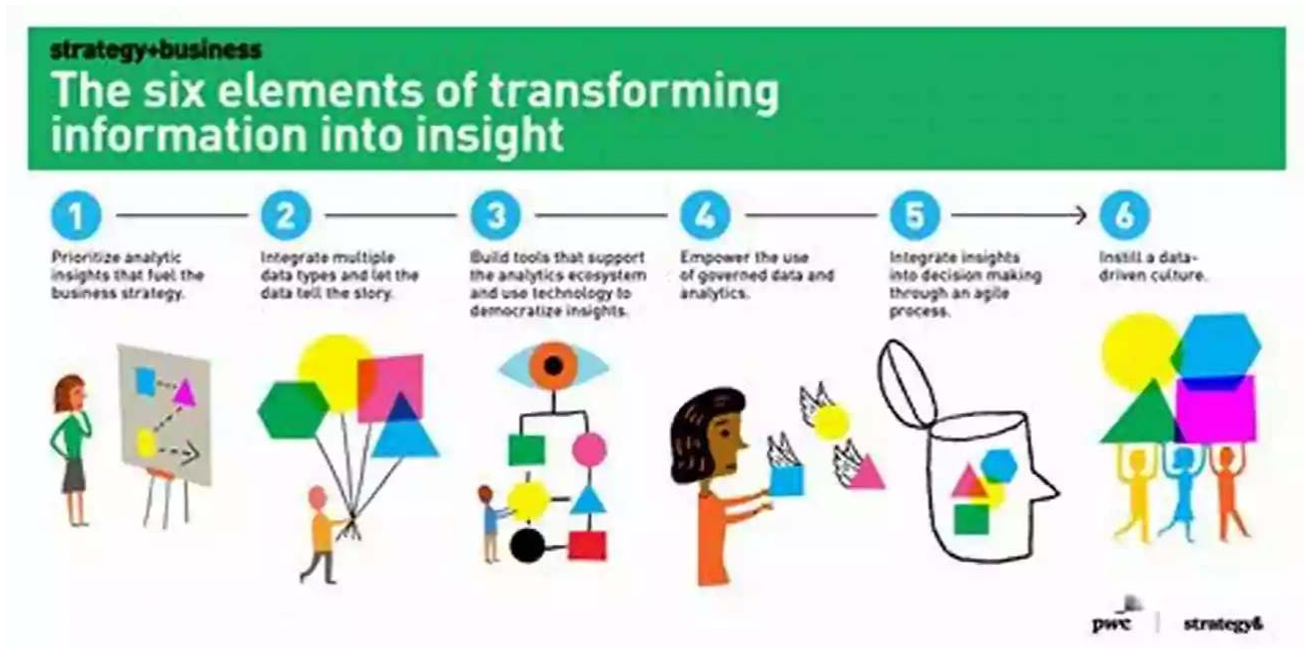 strategy+business
The six elements of transforming
information into insight
1
2
3
4
5
6
Prioritize analytic
insights that fuel the
business strategy.
Integrate multiple
data types and let the
data tell the story.
Build tools that support
the analytics ecosystem
and use technology to
democratize insights.
Empower the use
of governed data and
analytics.
Integrate insights
into decision making
through an agile
process.
Instill a data-
driven culture.
pwc | strategy&